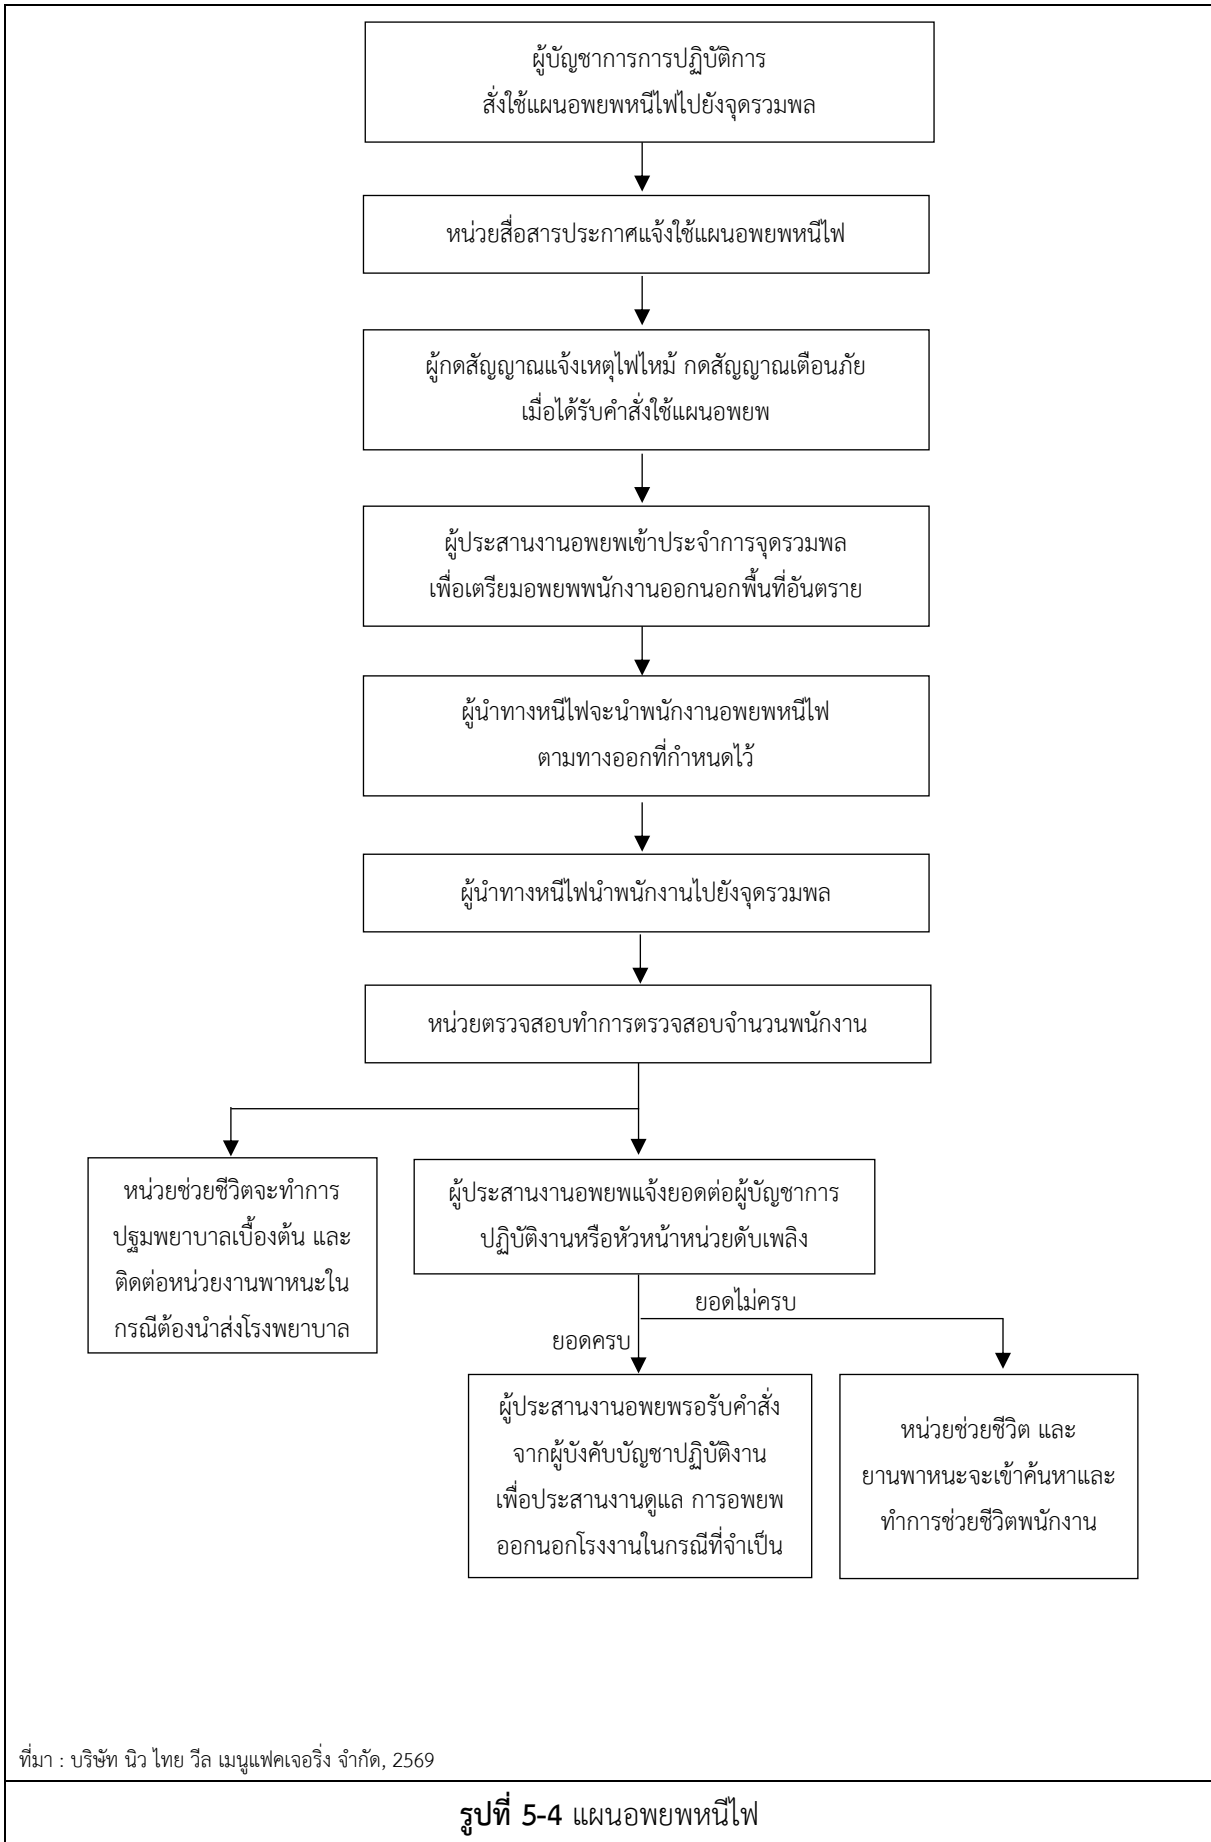 ผู้บัญชาการการปฏิบัติการ
สั่งใช้แผนอพยพหนีไฟไปยังจุดรวมพล
หน่วยสื่อสารประกาศแจ้งใช้แผนอพยพหนีไฟ
ผู้กดสัญญาณแจ้งเหตุไฟไหม้ กดสัญญาณเตือนภัย
เมื่อได้รับคำสั่งใช้แผนอพยพ
ผู้ประสานงานอพยพเข้าประจำการจุดรวมพล
เพื่อเตรียมอพยพพนักงานออกนอกพื้นที่อันตราย
ผู้นำทางหนีไฟจะนำพนักงานอพยพหนีไฟ
ตามทางออกที่กำหนดไว้
ผู้นำทางหนีไฟนำพนักงานไปยังจุดรวมพล
หน่วยตรวจสอบทำการตรวจสอบจำนวนพนักงาน
หน่วยช่วยชีวิตจะทำการ
ปฐมพยาบาลเบื้องต้น และ
ติดต่อหน่วยงานพาหนะใน
กรณีต้องนำส่งโรงพยาบาล
ผู้ประสานงานอพยพแจ้งยอดต่อผู้บัญชาการ
ปฏิบัติงานหรือหัวหน้าหน่วยดับเพลิง
ยอดไม่ครบ
ยอดครบ
ผู้ประสานงานอพยพรอรับคำสั่ง
จากผู้บังคับบัญชาปฏิบัติงาน
เพื่อประสานงานดูแล การอพยพ
ออกนอกโรงงานในกรณีที่จำเป็น
หน่วยช่วยชีวิต และ
ยานพาหนะจะเข้าค้นหาและ
ทำการช่วยชีวิตพนักงาน
ที่มา : บริษัท นิว ไทย วีล เมนูแฟคเจอริ่ง จำกัด, 2569
รูปที่ 5-4 แผนอพยพหนีไฟ